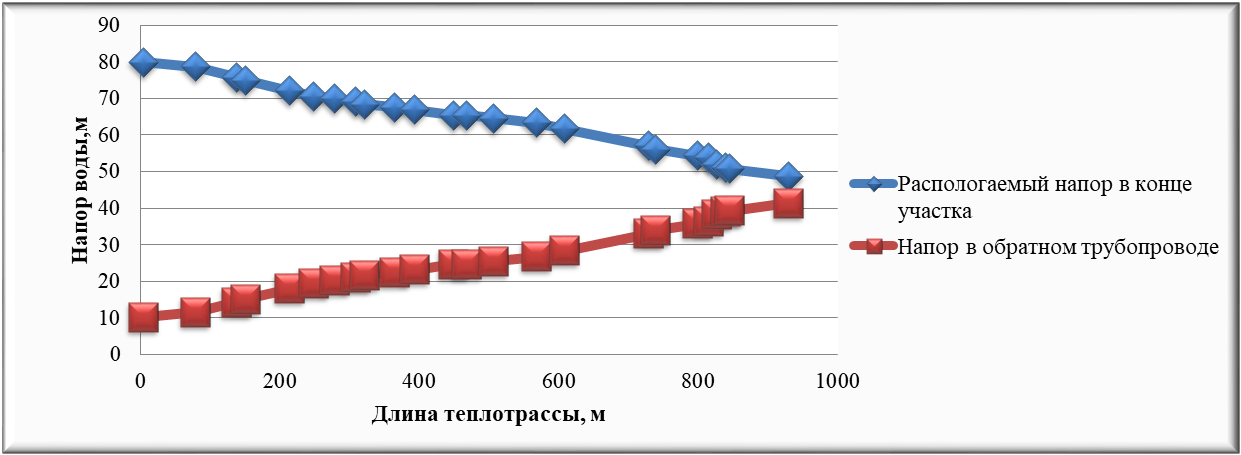 90
80
70
60
50
40
30
20
10
0
Напор воды,м
0 200 400 600 800 1000
Длина теплотрассы, м
Распологаемый напор в конце
участка
Напор в обратном трубопроводе